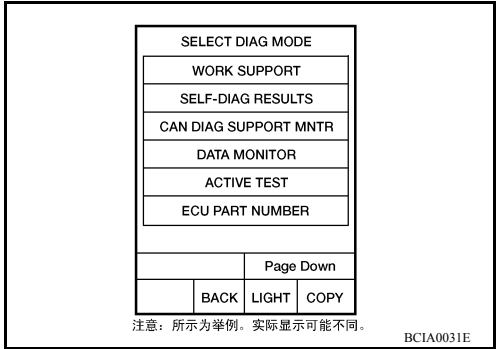 SELECT DIAG MODE
WORK SUPPORT
SELF-DIAG RESULTS
CAN DIAG SUPPORT MNTR
DATA MONITOR
ACTIVE TEST
ECU PART NUMBER
Page Down
BACK LIGHT COPY
注意：所示为举例。实际显示可能不同。
BCIA0031E